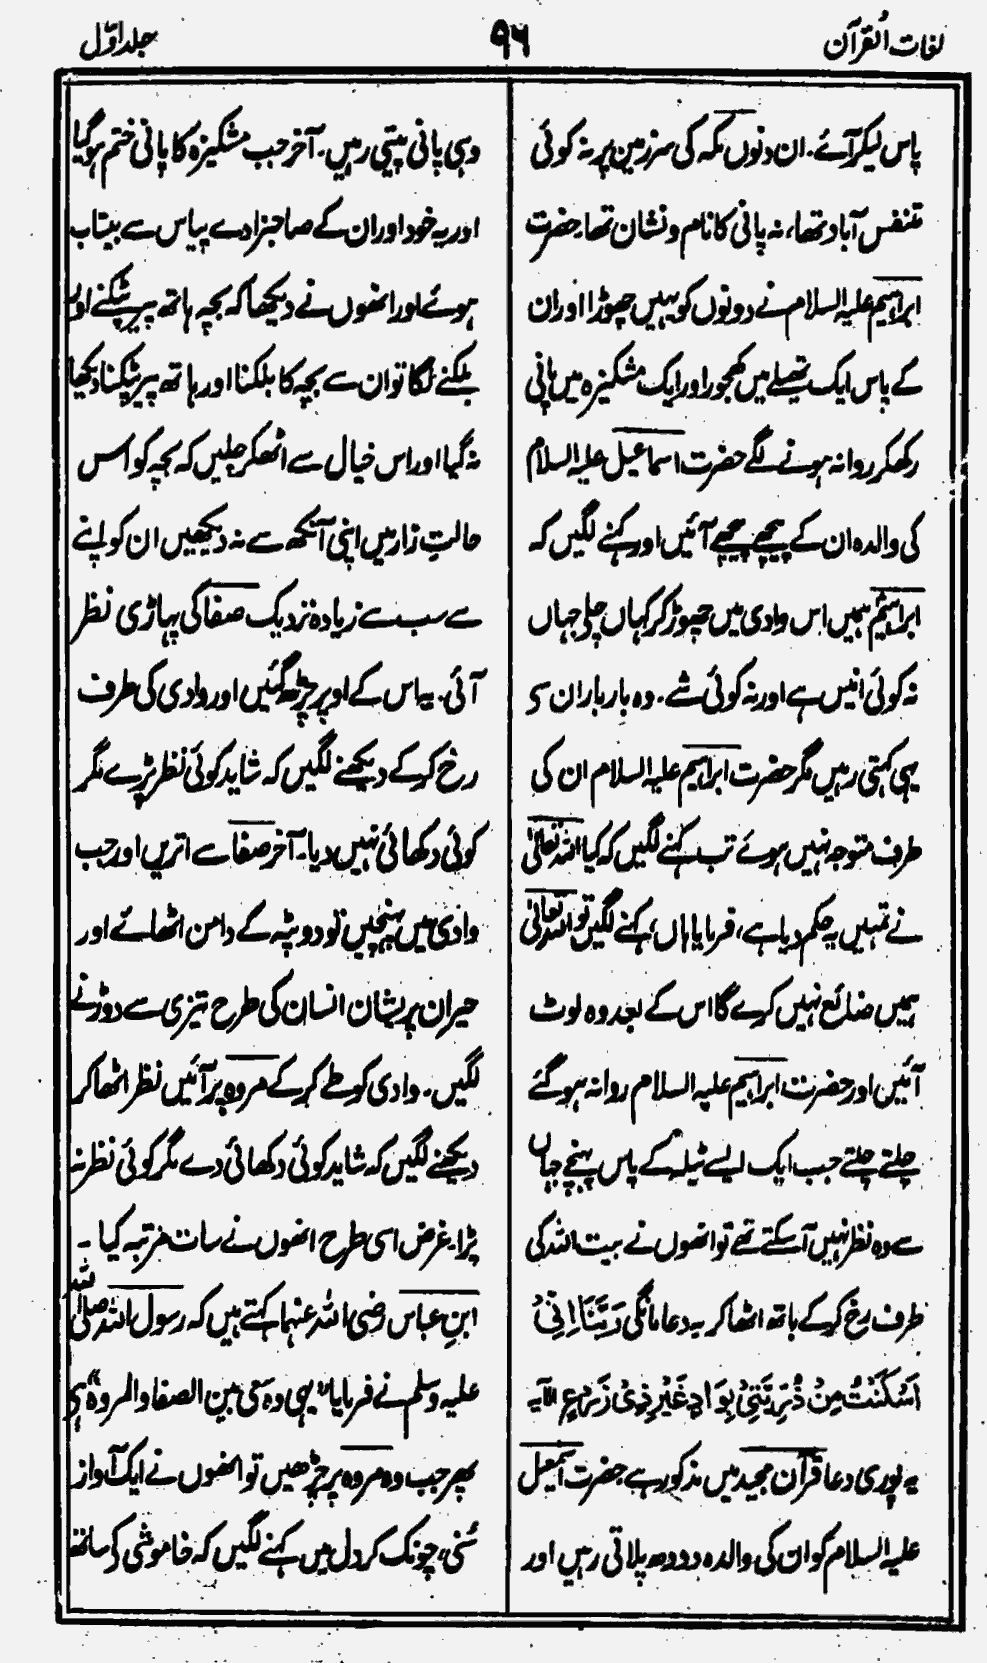 لغات القرآن
۹۶
جلد اوّل
پاس لیکر آئے۔ ان دنوں مکہ کی سرزمین پر نہ کوئی
متنفس آباد تھا، نہ پانی کا نام و نشان تھا۔ حضرت
ابراہیم علیہ السلام نے دونوں کو یہیں چھوڑا اور ان
کے پاس ایک تھیلے میں کھجور اور ایک مشکیزہ میں پانی
رکھکر روانہ ہونے لگے حضرت اسماعیل علیہ السلام
کی والدہ ان کے پیچھے پیچھے آئیں اور کہنے لگیں کہ
ابراہیمؑ ہمیں اس وادی میں چھوڑ کر کہاں چلے جہاں
نہ کوئی انیس ہے اور نہ کوئی شے۔ وہ بار بار ان سے
یہی کہتی رہیں مگر حضرت ابراہیم علیہ السلام ان کی
طرف متوجہ نہیں ہوئے تب کہنے لگیں کہ کیا اللہ تعالیٰ
نے تمہیں یہ حکم دیا ہے، فرمایا ہاں، کہنے لگیں تو اللہ تعالیٰ
ہمیں ضائع نہیں کرے گا اس کے بعد وہ لوٹ
آئیں اور حضرت ابراہیم علیہ السلام روانہ ہو گئے
چلتے چلتے جب ایک ایسے ٹیلہ کے پاس پہنچے جہاں
سے وہ نظر نہیں آسکتے تھے تو انھوں نے بیت اللہ کی
طرف رخ کر کے ہاتھ اٹھا کر یہ دعا مانگی رَبَّنَا اِنِّیْ
اَسْکَنْتُ مِنْ ذُرِّیَّتِیْ بِوَادٍ غَیْرِ ذِیْ زَرْعٍ الآیہ
یہ پوری دعا قرآن مجید میں مذکور ہے حضرت اسمٰعیل
علیہ السلام کو ان کی والدہ دودھ پلاتی رہیں اور
وہی پانی پیتی رہیں۔ آخر جب مشکیزہ کا پانی ختم ہو گیا
اور یہ خود اور ان کے صاحبزادے پیاس سے بیتاب
ہوئے اور انھوں نے دیکھا کہ بچہ ہاتھ پیر پٹکنے اور
بلکنے لگا تو ان سے بچہ کا بلکنا اور ہاتھ پیر پٹکنا دیکھا
نہ گیا اور اس خیال سے اٹھکر چلیں کہ بچہ کو اس
حالتِ زار میں اپنی آنکھ سے نہ دیکھیں ان کو اپنے
سے سب سے زیادہ نزدیک صفا کی پہاڑی نظر
آئی۔ یہ اس کے اوپر چڑھ گئیں اور وادی کی طرف
رخ کر کے دیکھنے لگیں کہ شاید کوئی نظر پڑے مگر
کوئی دکھائی نہیں دیا۔ آخر صفا سے اتریں اور جب
وادی میں پہنچیں تو دوپٹہ کے دامن اٹھائے اور
حیران پریشان انسان کی طرح تیزی سے دوڑنے
لگیں۔ وادی کو طے کر کے مروہ پر آئیں نظر اٹھا کر
دیکھنے لگیں کہ شاید کوئی دکھائی دے مگر کوئی نظر نہ
پڑا۔ غرض اسی طرح انھوں نے سات مرتبہ کیا۔
ابنِ عباس رضی اللہ عنہما کہتے ہیں کہ رسول اللہ صلی اللہ
علیہ وسلم نے فرمایا "یہی وہ سعی بین الصفا والمروہ" ہے
پھر جب وہ مروہ پر چڑھیں تو انھوں نے ایک آواز
سُنی، چونک کر دل میں کہنے لگیں کہ خاموشی کے ساتھ